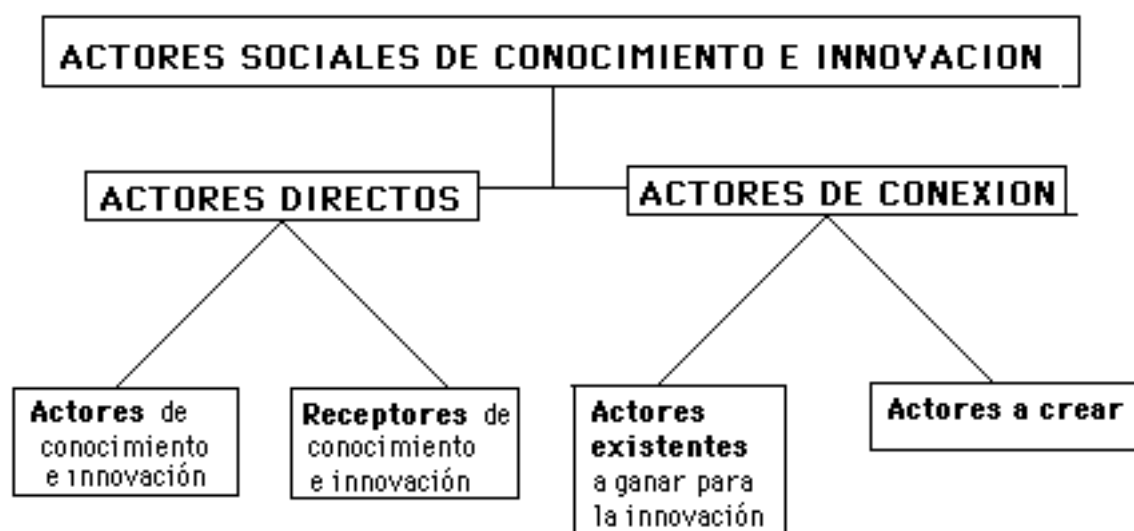 ACTORES SOCIALES DE CONOCIMIENTO E INNOVACION
ACTORES DIRECTOS
ACTORES DE CONEXION
Actores de
conocimiento
e innovación
Receptores de
conocimiento
e innovación
Actores
existentes
a ganar para
la innovación
Actores a crear